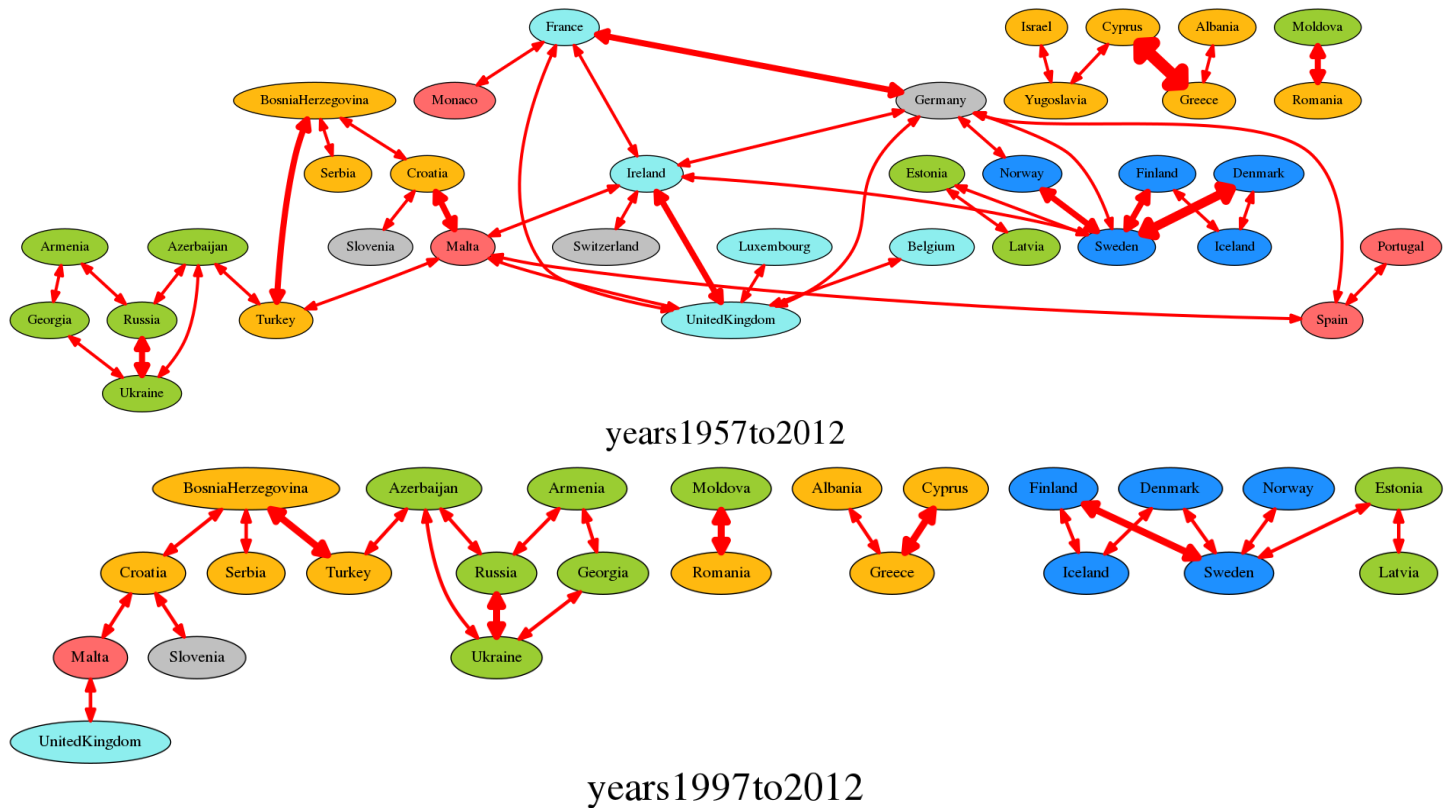 France Israel Cyprus Albania Moldova
BosniaHerzegovina Monaco Germany Yugoslavia Greece Romania
Serbia Croatia Ireland Estonia Norway Finland Denmark
Armenia Azerbaijan Slovenia Malta Switzerland Luxembourg Belgium Latvia Sweden Iceland Portugal
Georgia Russia Turkey UnitedKingdom Spain
Ukraine
years1957to2012
BosniaHerzegovina Azerbaijan Armenia Moldova Albania Cyprus Finland Denmark Norway Estonia
Croatia Serbia Turkey Russia Georgia Romania Greece Iceland Sweden Latvia
Malta Slovenia Ukraine
UnitedKingdom
years1997to2012